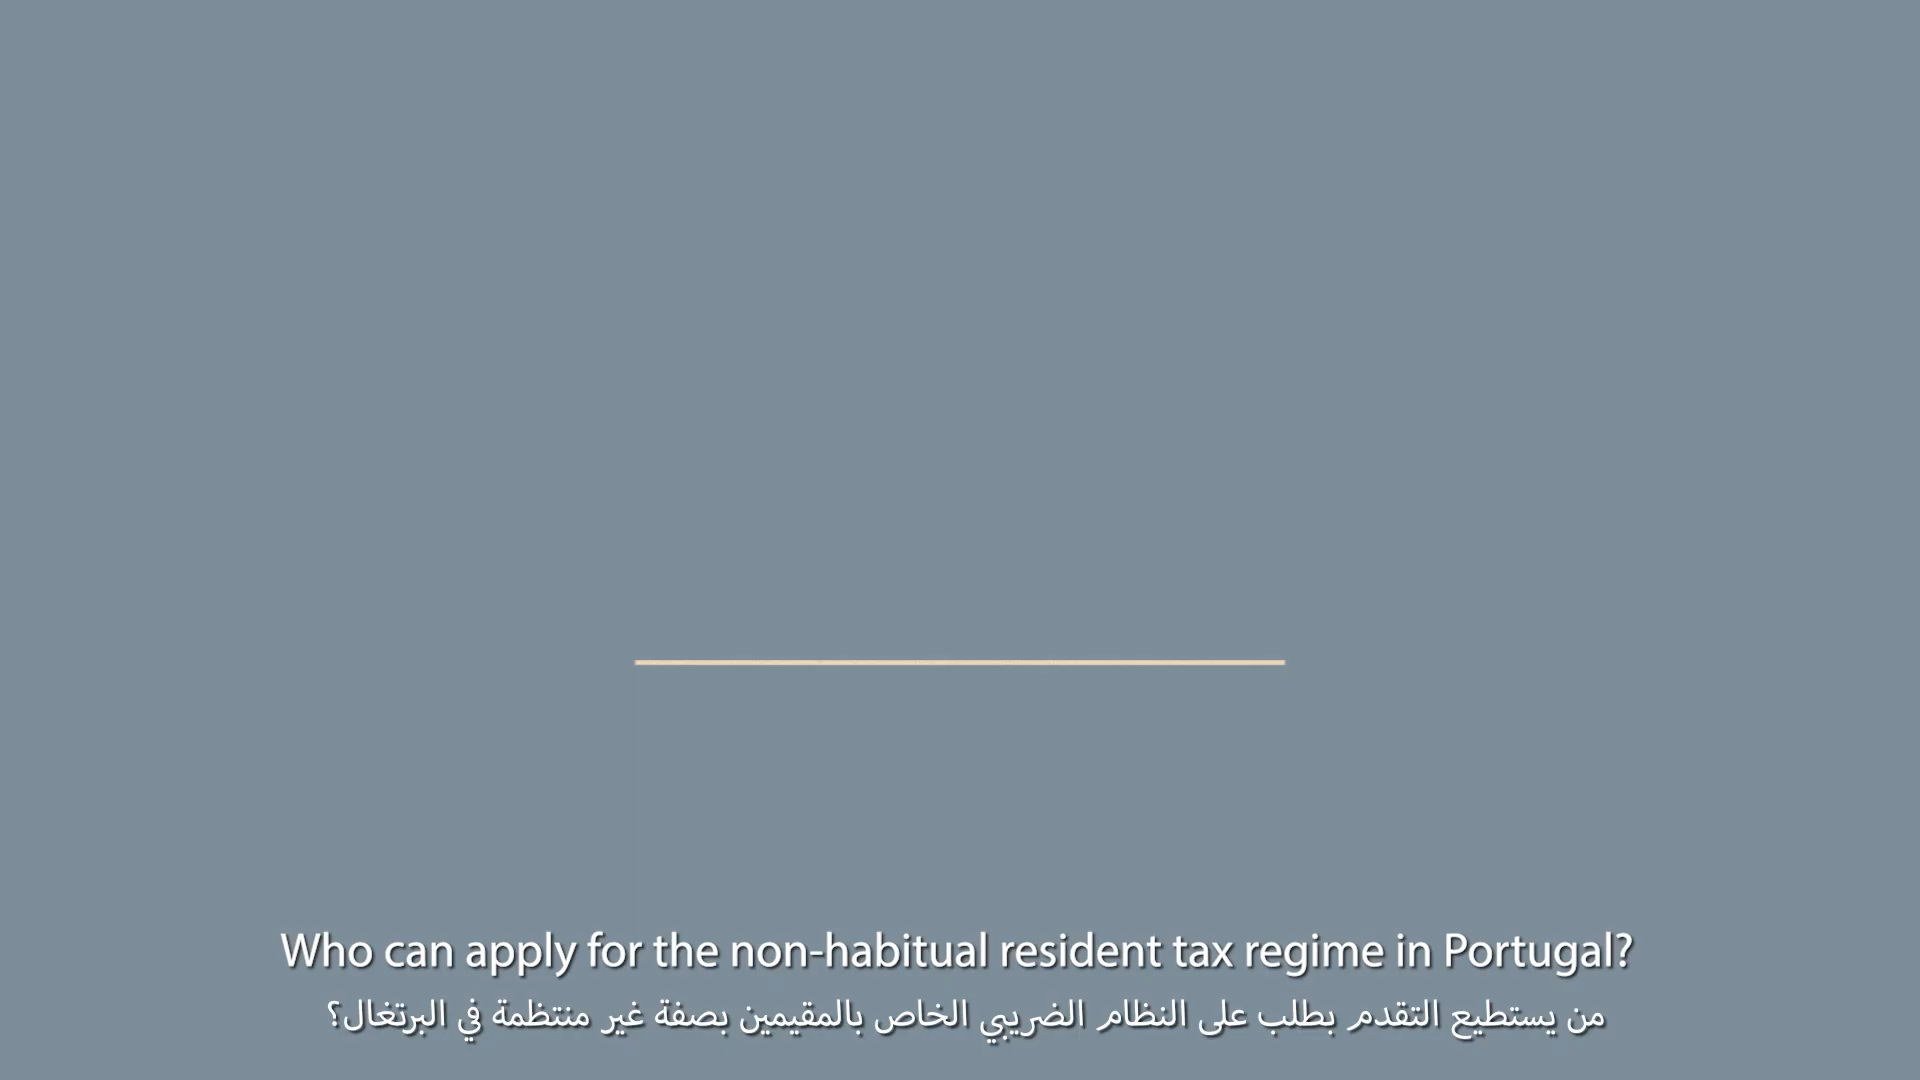 Who can apply for the non-habitual resident tax regime in Portugal?
من يستطيع التقدم بطلب على النظام الضريبي الخاص بالمقيمين بصفة غير منتظمة في البرتغال؟